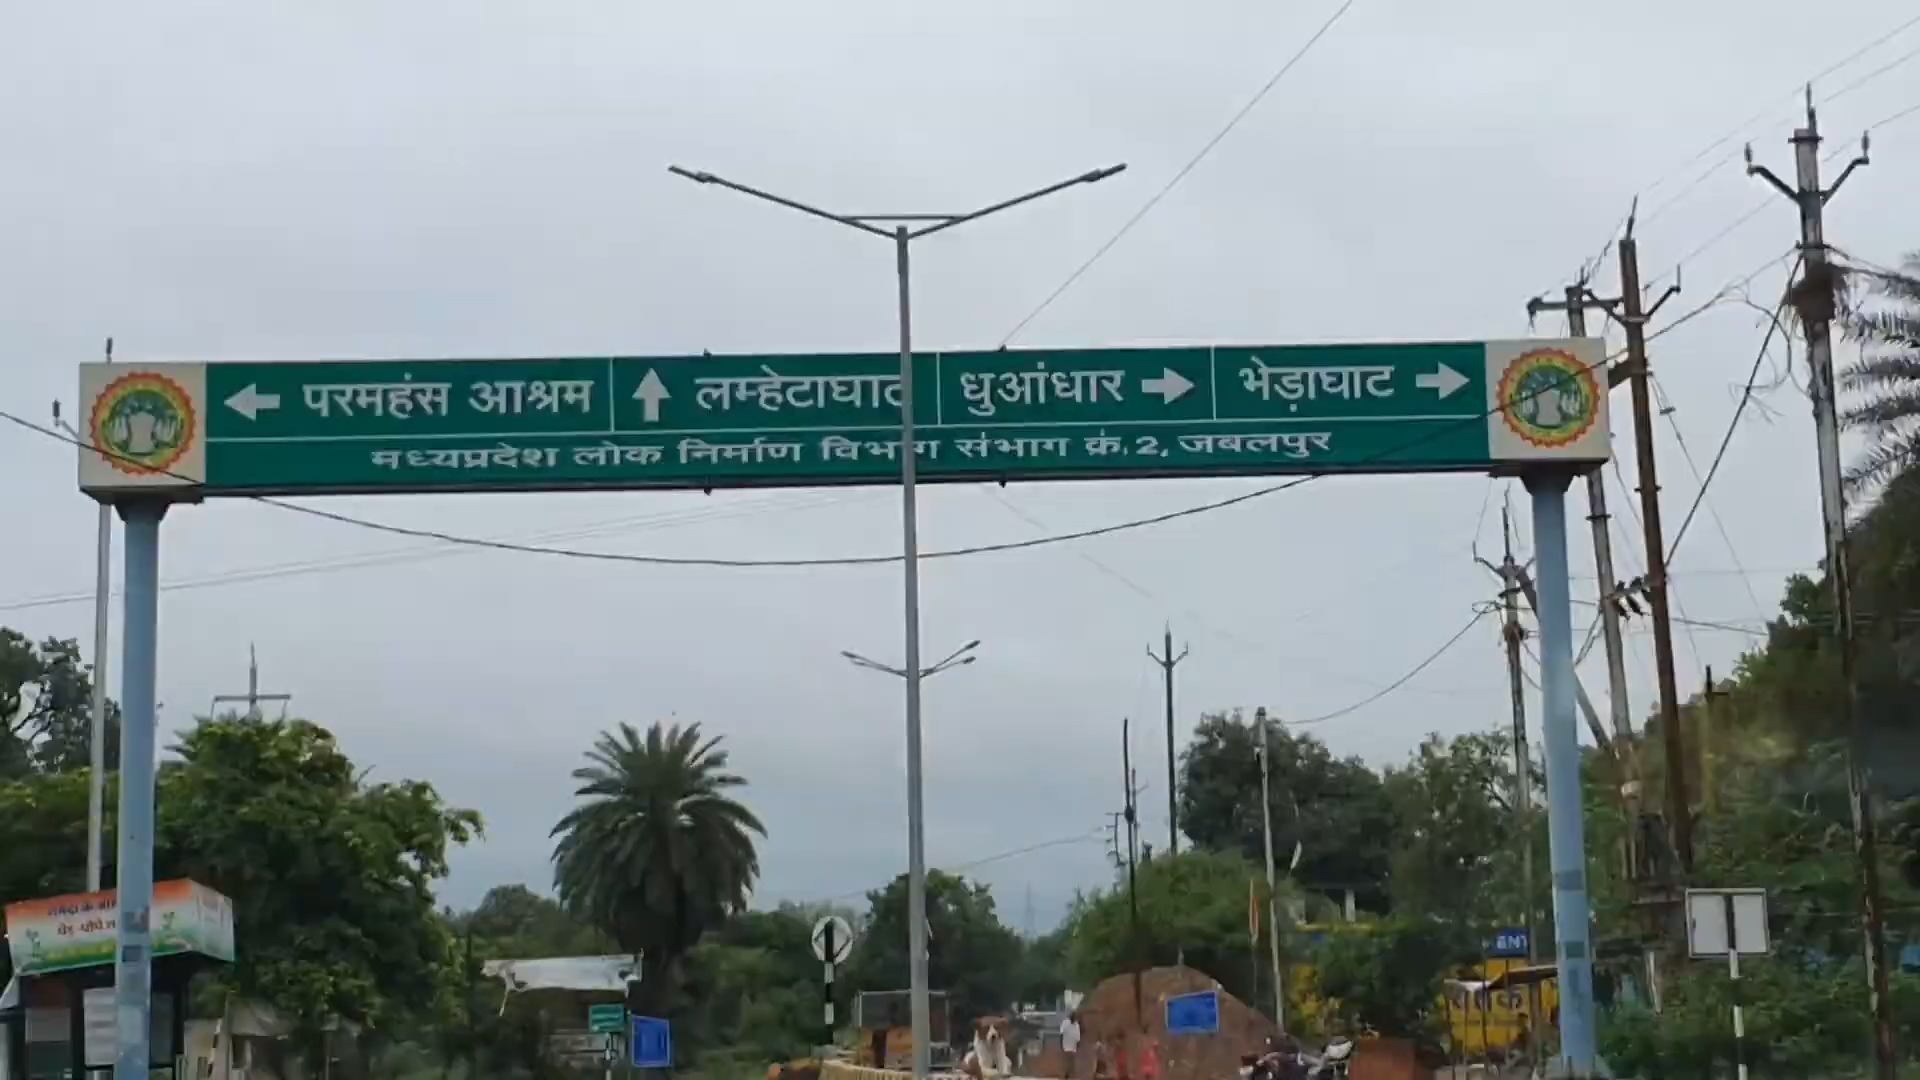 परमहंस आश्रम लम्हेटाघाट धुआंधार भेड़ाघाट
मध्यप्रदेश लोक निर्माण विभाग संभाग क्रं. 2, जबलपुर